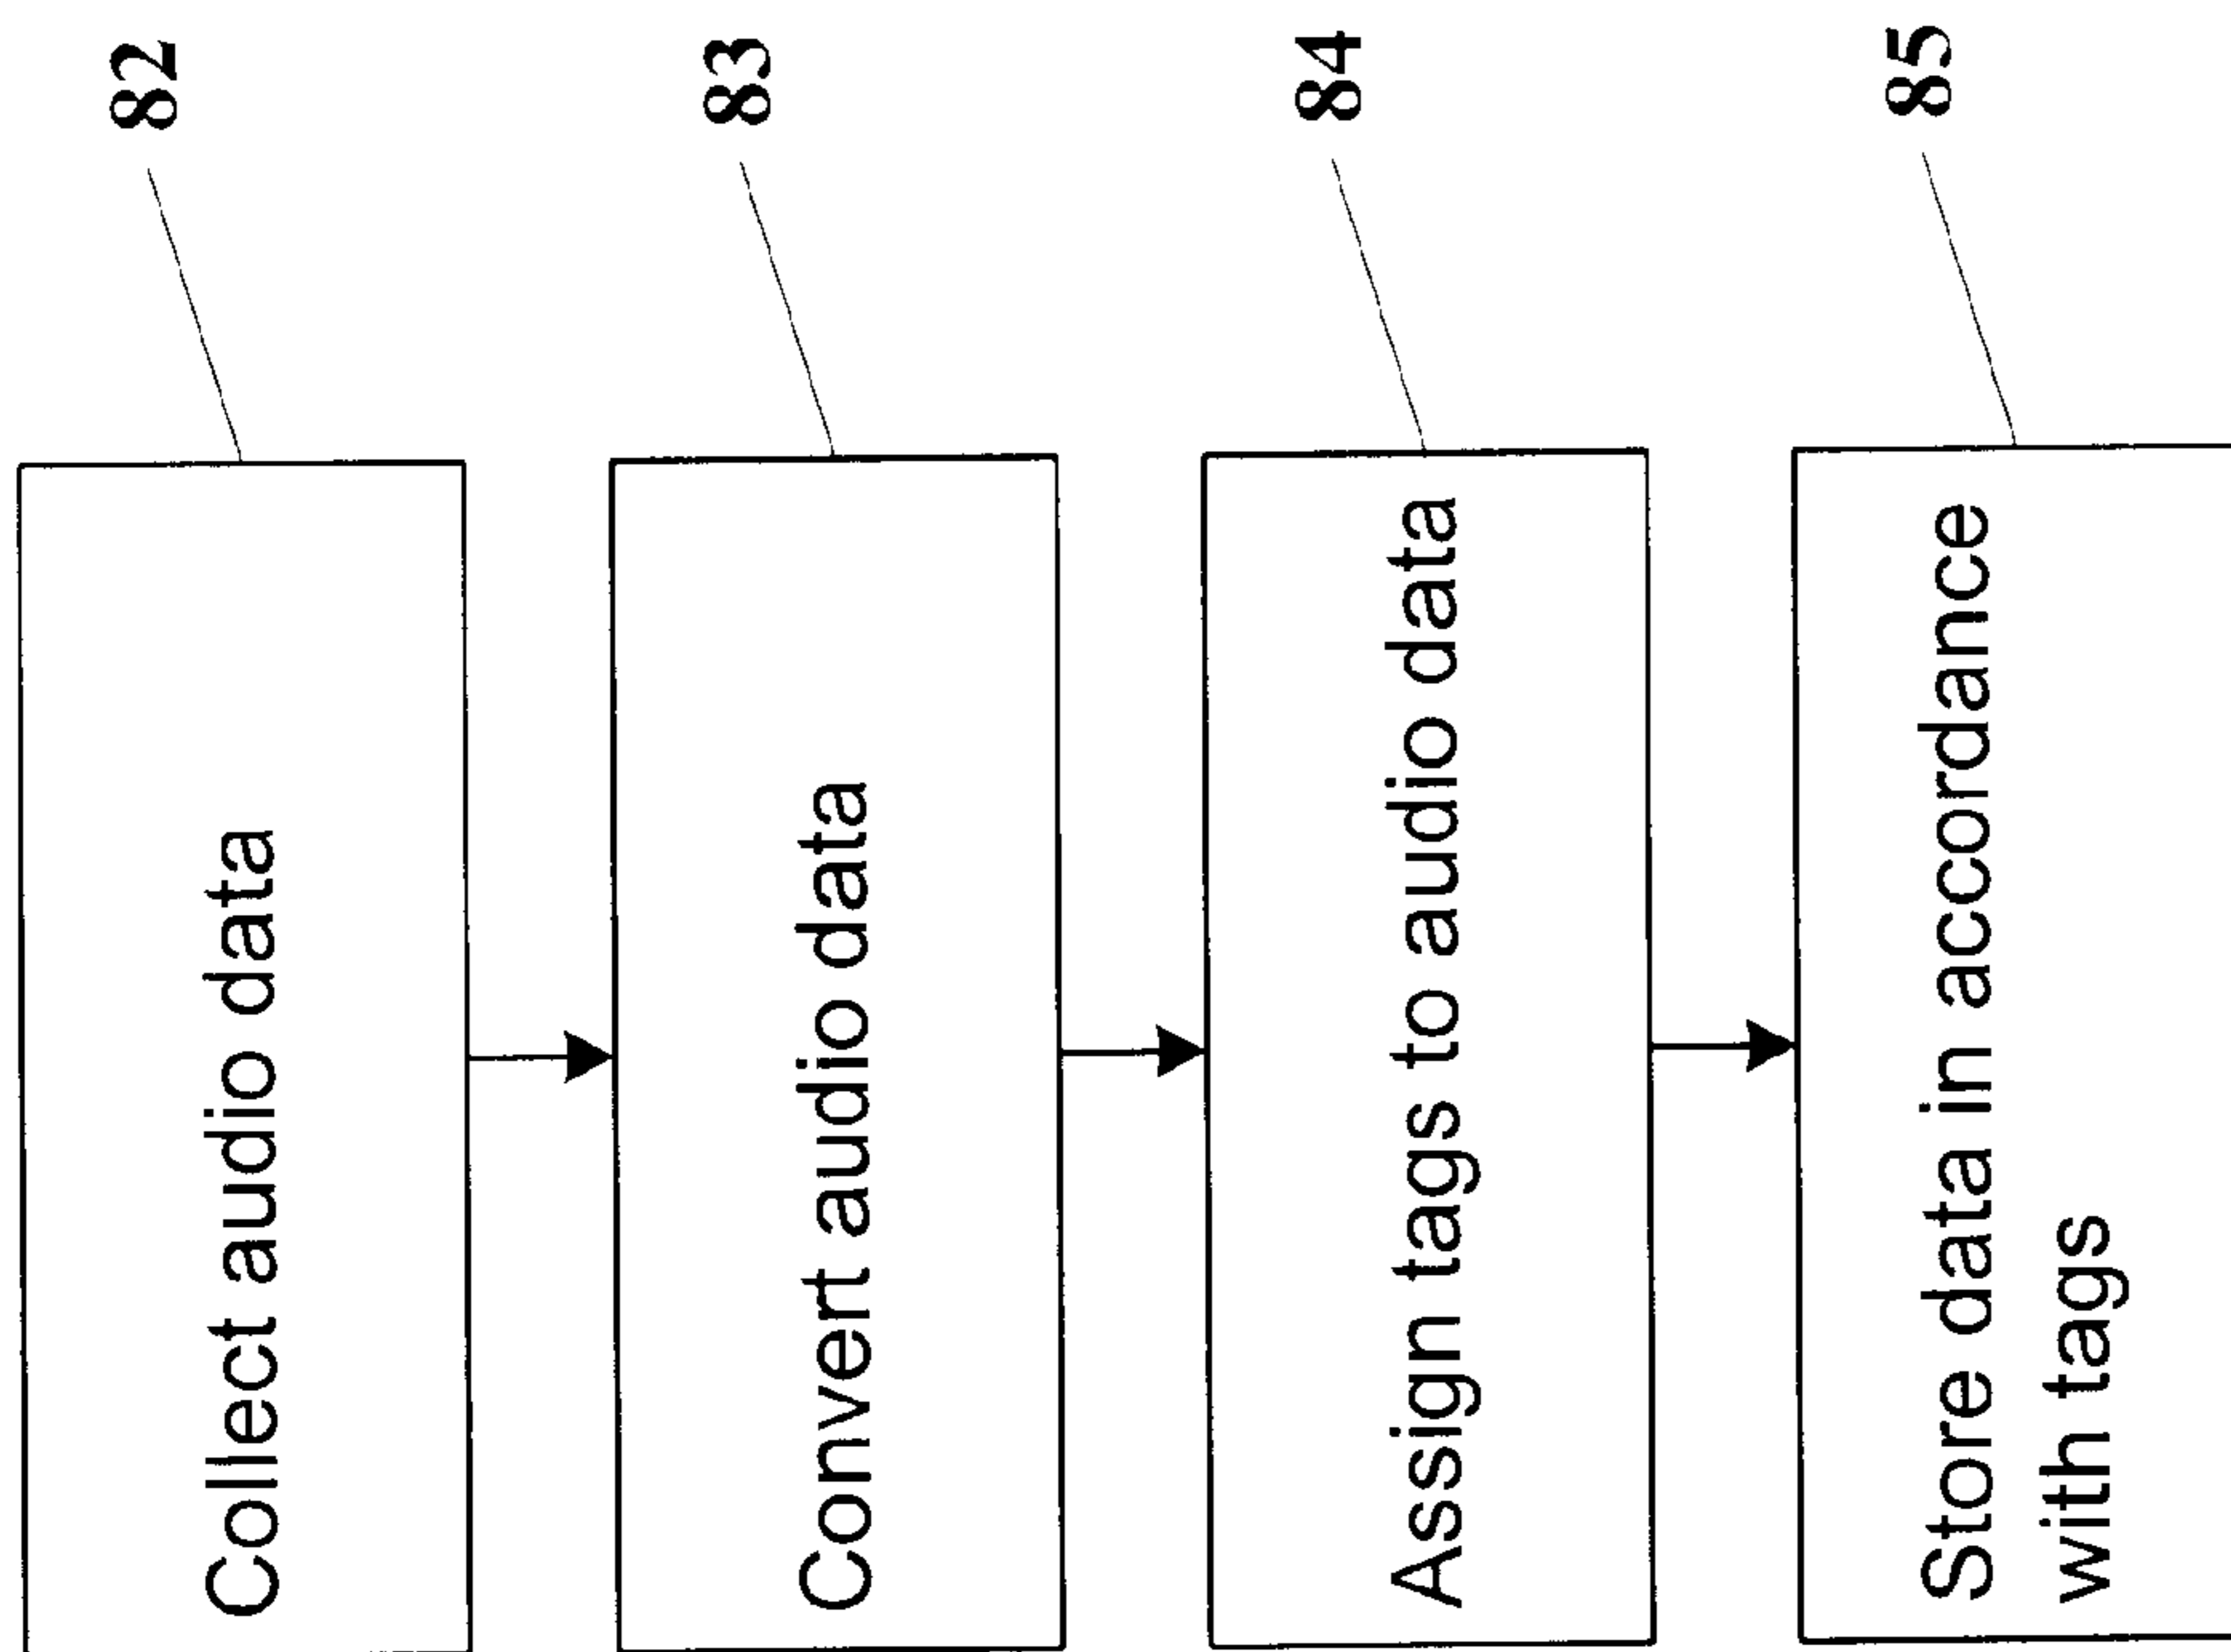 Collect audio data
82
Convert audio data
83
Assign tags to audio data
84
Store data in accordance
with tags
85